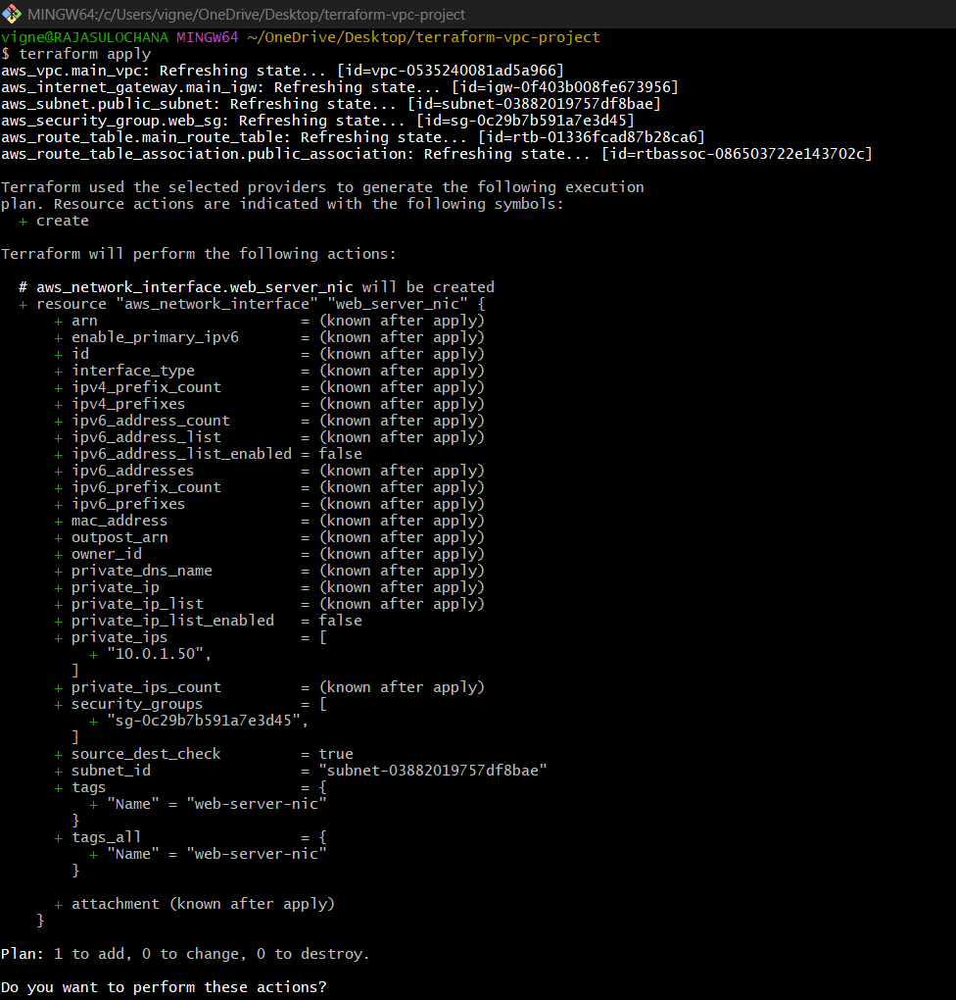 MINGW64:/c/Users/vigne/OneDrive/Desktop/terraform-vpc-project
vigne@RAJASULOCHANA MINGW64 ~/OneDrive/Desktop/terraform-vpc-project
$ terraform apply
aws_vpc.main_vpc: Refreshing state... [id=vpc-0535240081ad5a966]
aws_internet_gateway.main_igw: Refreshing state... [id=igw-0f403b008fe673956]
aws_subnet.public_subnet: Refreshing state... [id=subnet-03882019757df8bae]
aws_security_group.web_sg: Refreshing state... [id=sg-0c29b7b591a7e3d45]
aws_route_table.main_route_table: Refreshing state... [id=rtb-01336fcad87b28ca6]
aws_route_table_association.public_association: Refreshing state... [id=rtbassoc-086503722e143702c]

Terraform used the selected providers to generate the following execution
plan. Resource actions are indicated with the following symbols:
  + create

Terraform will perform the following actions:

  # aws_network_interface.web_server_nic will be created
  + resource "aws_network_interface" "web_server_nic" {
      + arn                       = (known after apply)
      + enable_primary_ipv6       = (known after apply)
      + id                        = (known after apply)
      + interface_type            = (known after apply)
      + ipv4_prefix_count         = (known after apply)
      + ipv4_prefixes             = (known after apply)
      + ipv6_address_count        = (known after apply)
      + ipv6_address_list         = (known after apply)
      + ipv6_address_list_enabled = false
      + ipv6_addresses            = (known after apply)
      + ipv6_prefix_count         = (known after apply)
      + ipv6_prefixes             = (known after apply)
      + mac_address               = (known after apply)
      + outpost_arn               = (known after apply)
      + owner_id                  = (known after apply)
      + private_dns_name          = (known after apply)
      + private_ip                = (known after apply)
      + private_ip_list           = (known after apply)
      + private_ip_list_enabled   = false
      + private_ips               = [
          + "10.0.1.50",
        ]
      + private_ips_count         = (known after apply)
      + security_groups           = [
          + "sg-0c29b7b591a7e3d45",
        ]
      + source_dest_check         = true
      + subnet_id                 = "subnet-03882019757df8bae"
      + tags                      = {
          + "Name" = "web-server-nic"
        }
      + tags_all                  = {
          + "Name" = "web-server-nic"
        }

      + attachment (known after apply)
    }

Plan: 1 to add, 0 to change, 0 to destroy.

Do you want to perform these actions?